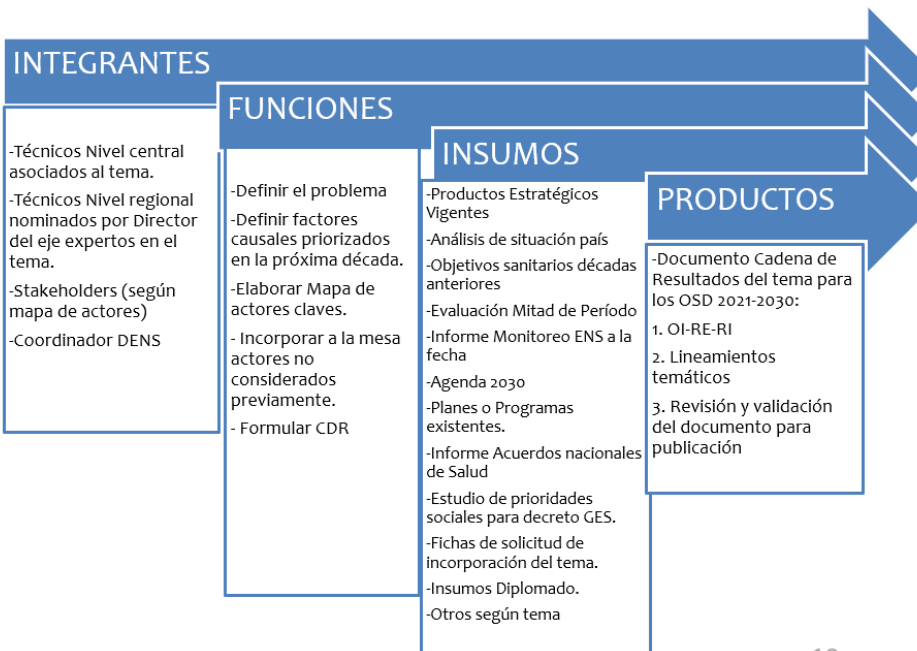 INTEGRANTES
-Técnicos Nivel central
asociados al tema.
-Técnicos Nivel regional
nominados por Director
del eje expertos en el
tema.
-Stakeholders (según
mapa de actores)
-Coordinador DENS
FUNCIONES
-Definir el problema
-Definir factores
causales priorizados
en la próxima década.
-Elaborar Mapa de
actores claves.
- Incorporar a la mesa
actores no
considerados
previamente.
- Formular CDR
INSUMOS
-Productos Estratégicos
Vigentes
-Análisis de situación país
-Objetivos sanitarios décadas
anteriores
-Evaluación Mitad de Período
-Informe Monitoreo ENS a la
fecha
-Agenda 2030
-Planes o Programas
existentes.
-Informe Acuerdos nacionales
de Salud
-Estudio de prioridades
sociales para decreto GES.
-Fichas de solicitud de
incorporación del tema.
-Insumos Diplomado.
-Otros según tema
PRODUCTOS
-Documento Cadena de
Resultados del tema para
los OSD 2021-2030:
1. OI-RE-RI
2. Lineamientos
temáticos
3. Revisión y validación
del documento para
publicación